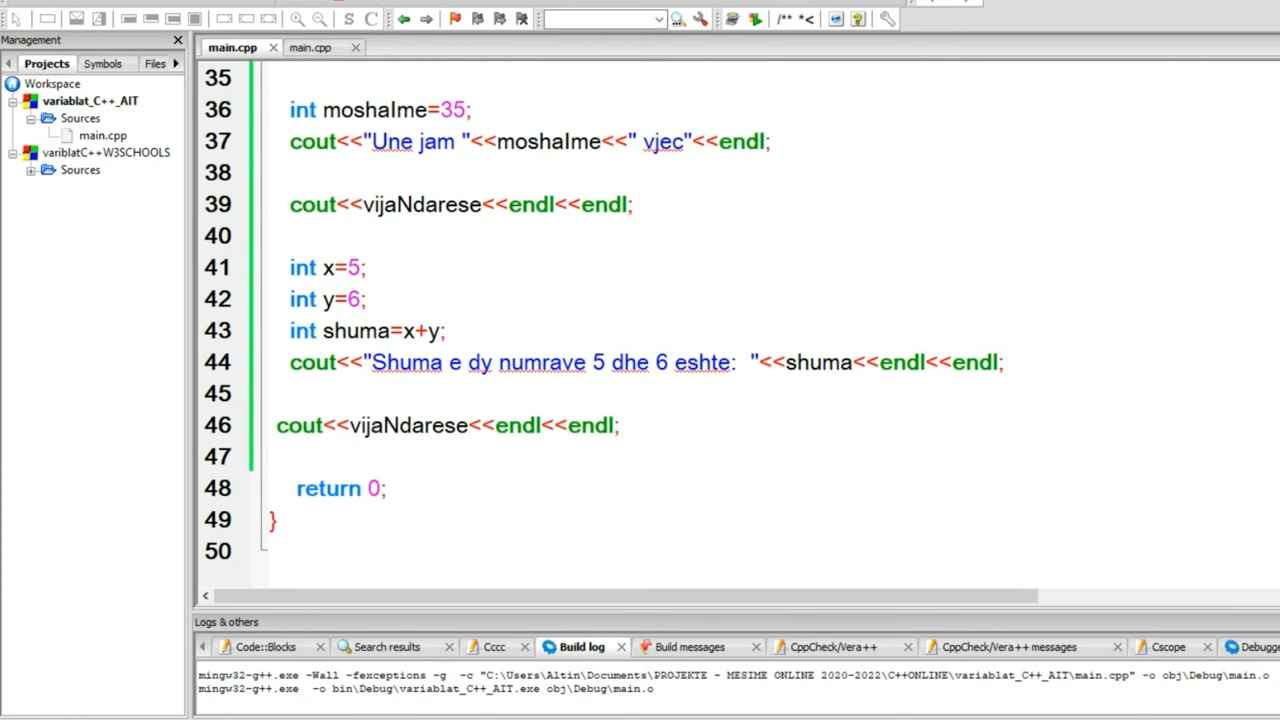 S C /** *<
Management
main.cpp main.cpp
Projects Symbols Files
Workspace
variablat_C++_AIT
Sources
main.cpp
variblatC++W3SCHOOLS
Sources
35
36 int moshaIme=35;
37 cout<<"Une jam "<<moshaIme<<" vjec"<<endl;
38
39 cout<<vijaNdarese<<endl<<endl;
40
41 int x=5;
42 int y=6;
43 int shuma=x+y;
44 cout<<"Shuma e dy numrave 5 dhe 6 eshte:  "<<shuma<<endl<<endl;
45
46 cout<<vijaNdarese<<endl<<endl;
47
48 return 0;
49 }
50
Logs & others
Code::Blocks Search results Cccc Build log Build messages CppCheck/Vera++ CppCheck/Vera++ messages Cscope Debugge
mingw32-g++.exe -Wall -fexceptions -g -c "C:\Users\Altin\Documents\PROJEKTE - MESIME ONLINE 2020-2022\C++ONLINE\variablat_C++_AIT\main.cpp" -o obj\Debug\main.o
mingw32-g++.exe -o bin\Debug\variablat_C++_AIT.exe obj\Debug\main.o